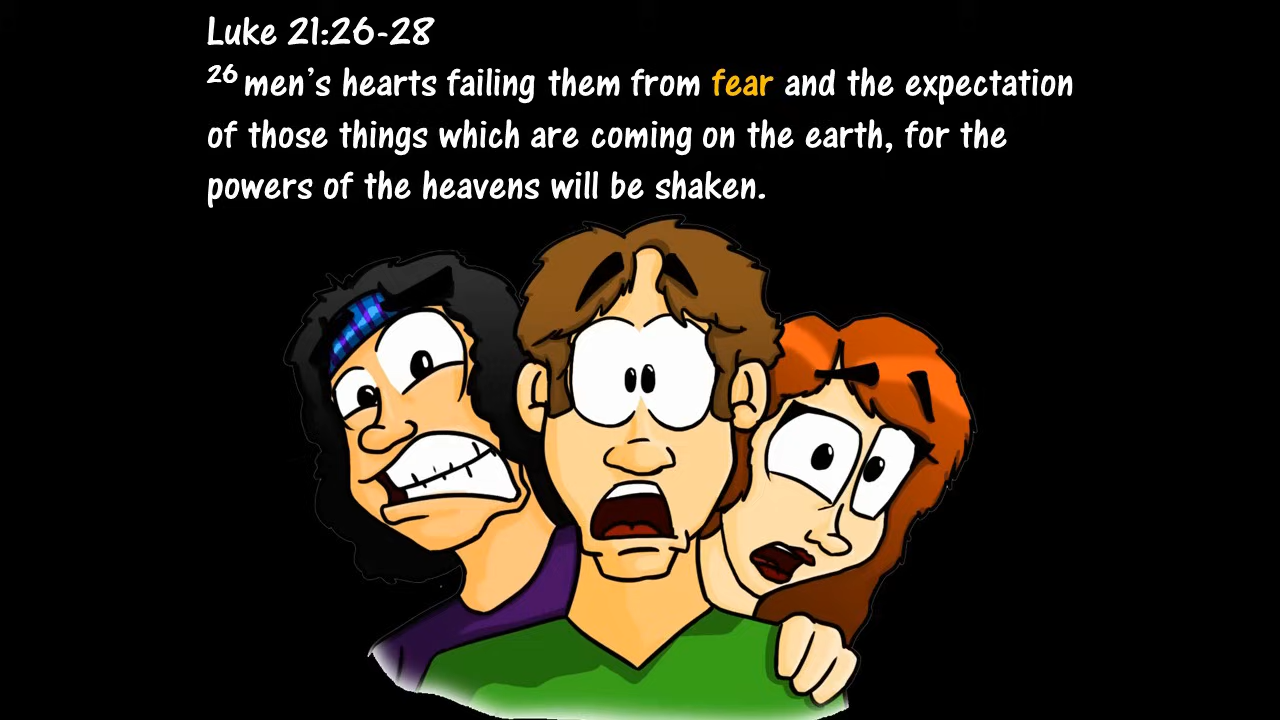 Luke 21:26-28
26 men’s hearts failing them from fear and the expectation
of those things which are coming on the earth, for the
powers of the heavens will be shaken.